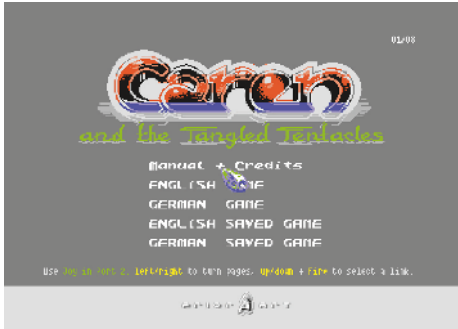 01/08
Caren
and the Tangled Tentacles
Manual + Credits
ENGLISH GAME
GERMAN GAME
ENGLISH SAVED GAME
GERMAN SAVED GAME
Use Joy in Port 2, Left/right to turn pages, Up/down + Fire to select a link.